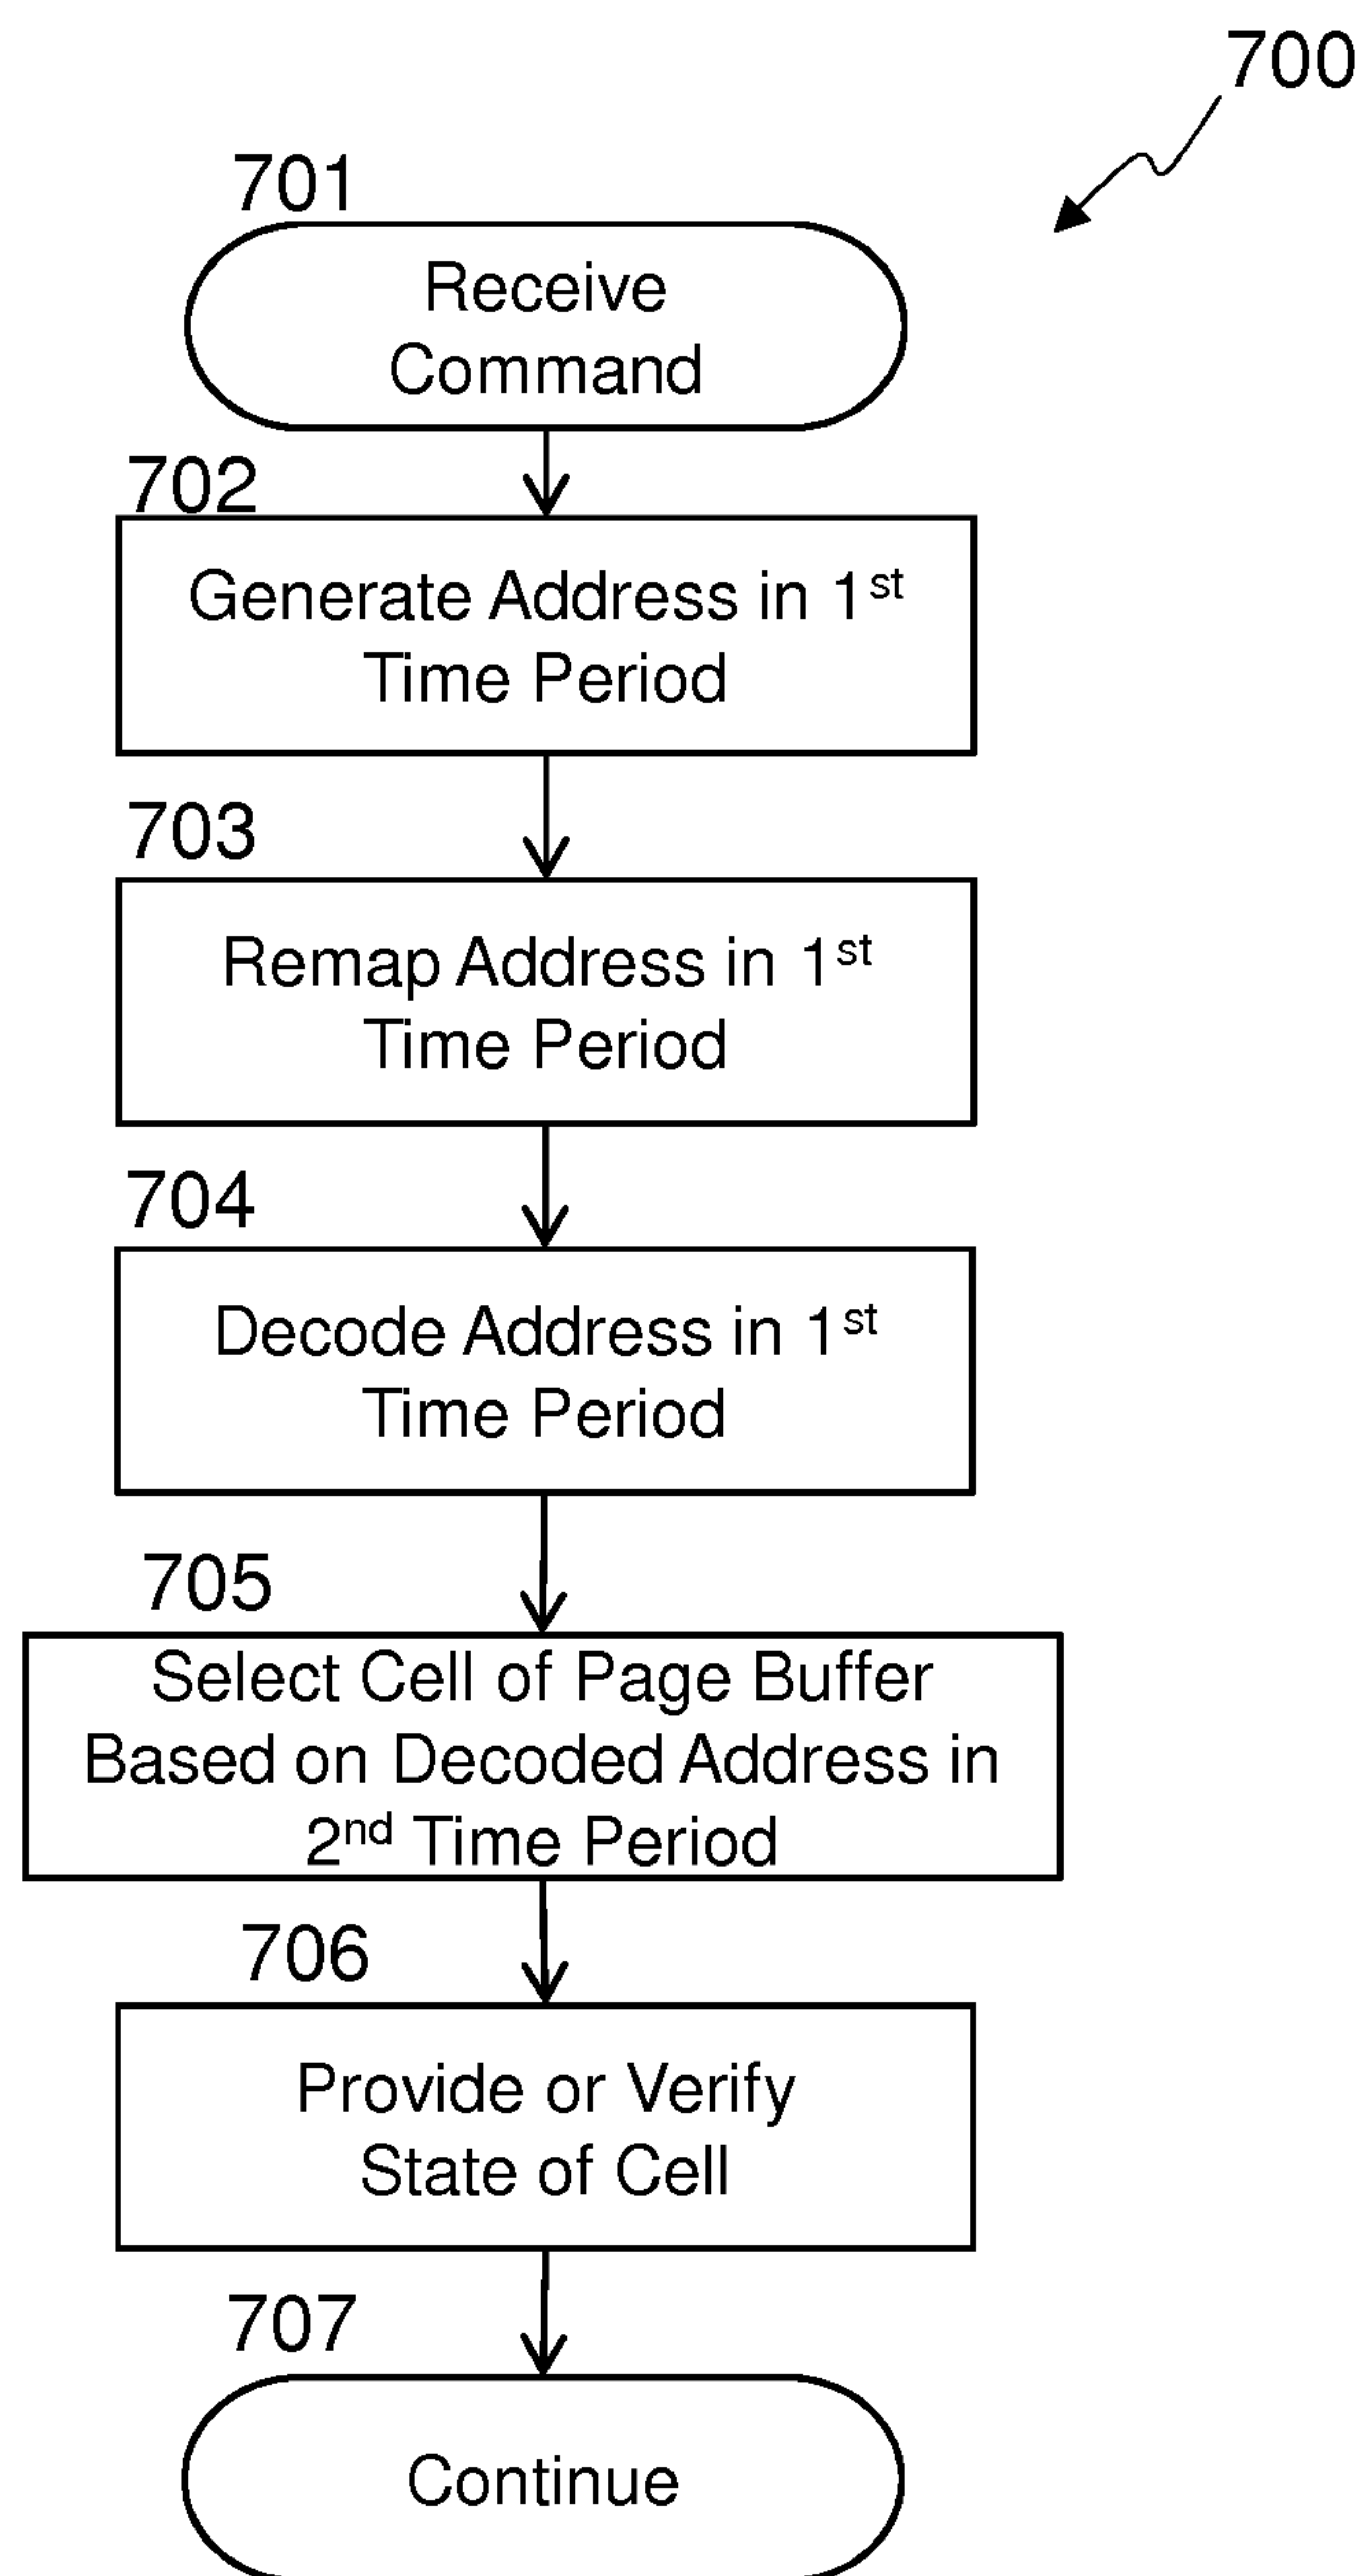 700
701
Receive
Command
702
Generate Address in 1st
Time Period
703
Remap Address in 1st
Time Period
704
Decode Address in 1st
Time Period
705
Select Cell of Page Buffer
Based on Decoded Address in
2nd Time Period
706
Provide or Verify
State of Cell
707
Continue